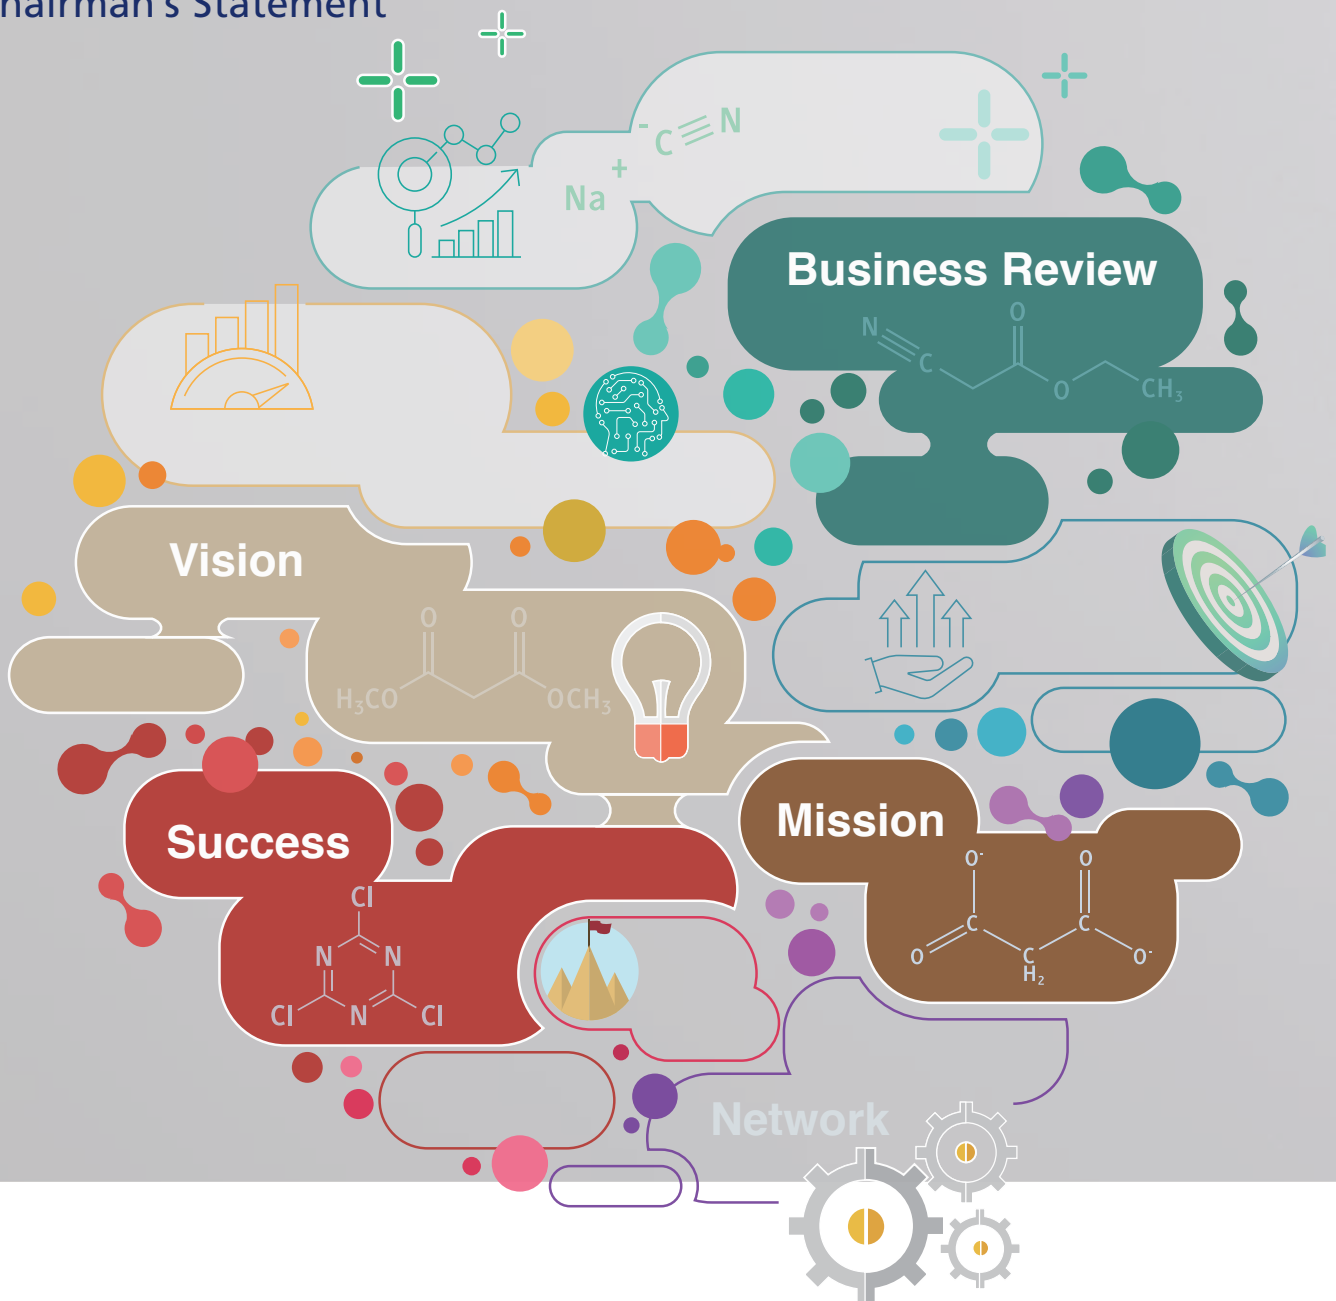 hairman's Statement
-
C≡N
Na+
Business Review
O
N≡C
O
CH₃
Vision
O O
H₃CO OCH₃
Mission
Success
O- O
C C
O C O-
H₂
Cl
N N
Cl N Cl
Network